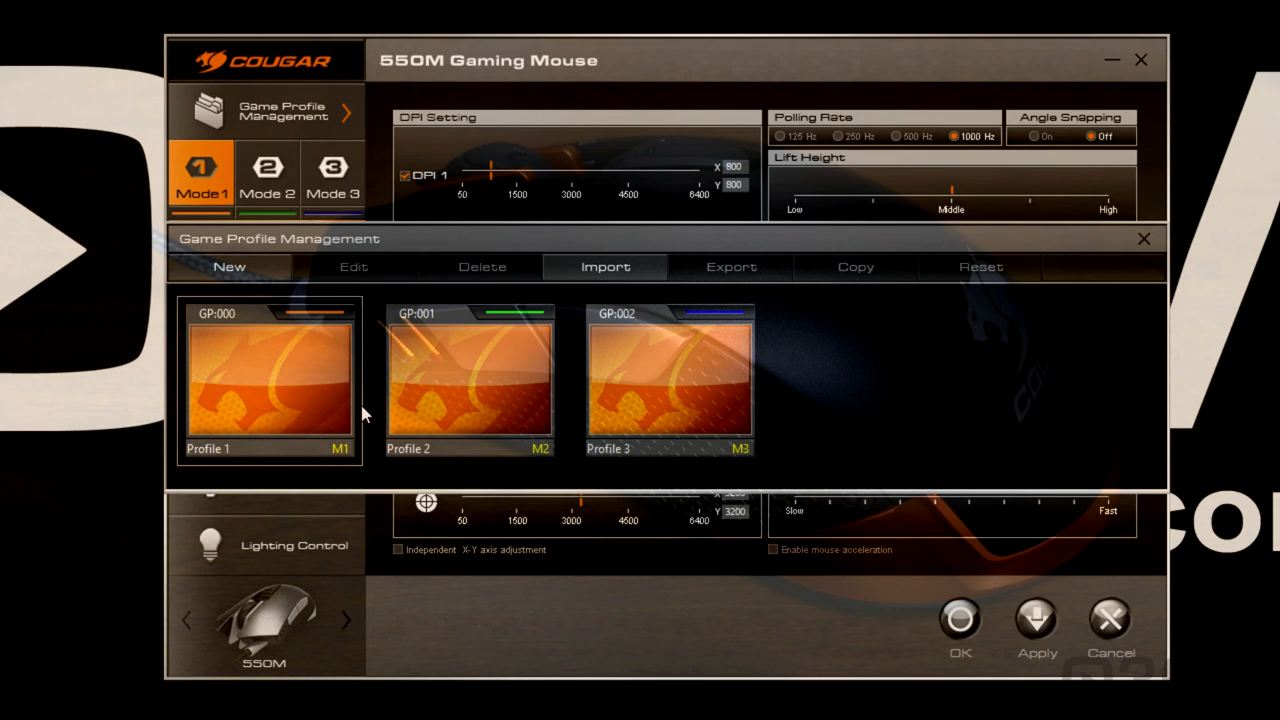 COUGAR
550M Gaming Mouse
Game Profile
Management
Mode1
Mode 2
Mode 3
DPI Setting
DPI 1
50
1500
3000
4500
6400
X 800
Y 800
Polling Rate
125 Hz
250 Hz
500 Hz
1000 Hz
Angle Snapping
On
Off
Lift Height
Low
Middle
High
Game Profile Management
New
Edit
Delete
Import
Export
Copy
Reset
GP:000
GP:001
GP:002
Profile 1
M1
Profile 2
M2
Profile 3
M3
50
1500
3000
4500
6400
X 3200
Y 3200
Slow
Fast
Independent X-Y axis adjustment
Enable mouse acceleration
Lighting Control
550M
OK
Apply
Cancel